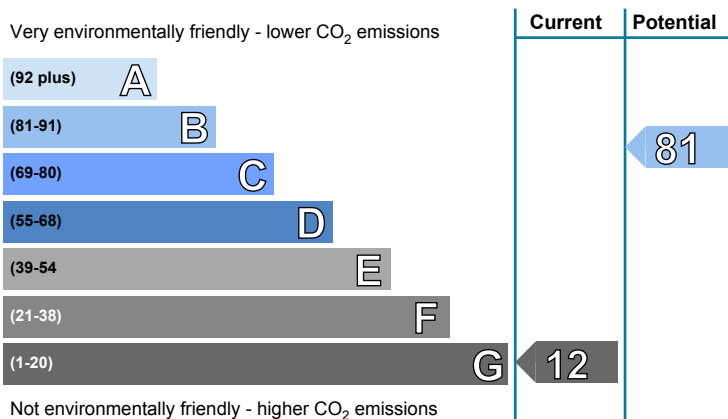 Current Potential
Very environmentally friendly - lower CO2 emissions
(92 plus) A
(81-91) B
81
(69-80) C
(55-68) D
(39-54 E
(21-38) F
(1-20) G 12
Not environmentally friendly - higher CO2 emissions